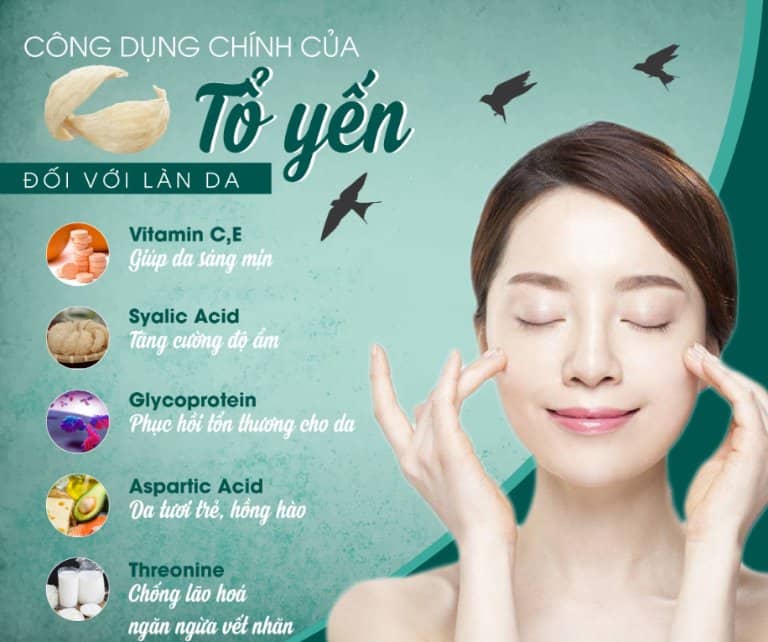 CÔNG DỤNG CHÍNH CỦA
Tổ yến
ĐỐI VỚI LÀN DA
Vitamin C,E
Giúp da sáng mịn
Syalic Acid
Tăng cường độ ẩm
Glycoprotein
Phục hồi tổn thương cho da
Aspartic Acid
Da tươi trẻ, hồng hào
Threonine
Chống lão hoá
ngăn ngừa vết nhăn